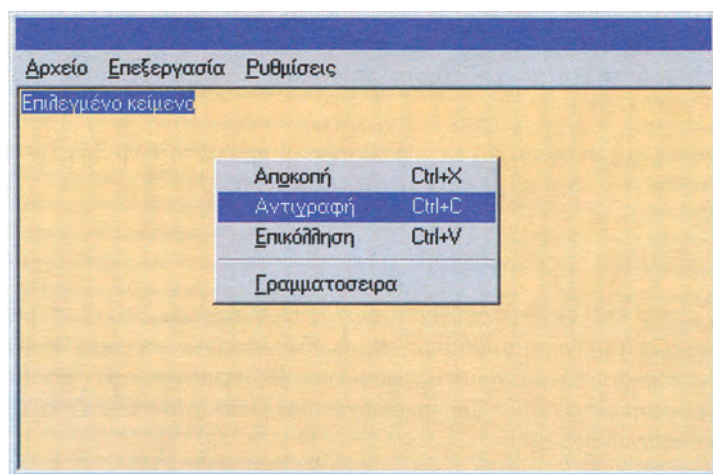 Αρχείο Επεξεργασία Ρυθμίσεις
Επιλεγμένο κείμενο
Αποκοπή Ctrl+X
Αντιγραφή Ctrl+C
Επικόλληση Ctrl+V
Γραμματοσειρα